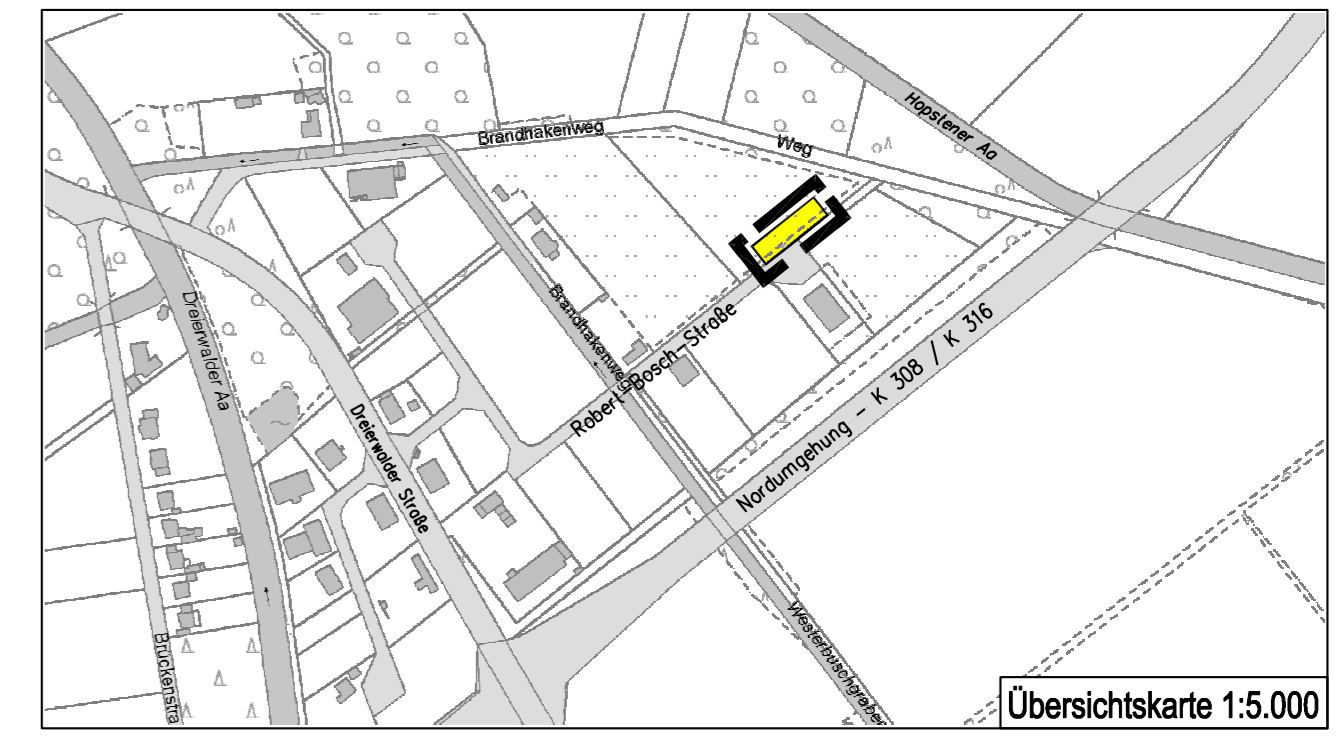 Hopstener Aa
Brandhakenweg
Weg
Dreierwalder Aa
Brandhakenweg
Robert-Bosch-Straße
Nordumgehung - K 308 / K 316
Dreierwalder Straße
Westerbuschgraben
Brückenstra
Übersichtskarte 1:5.000